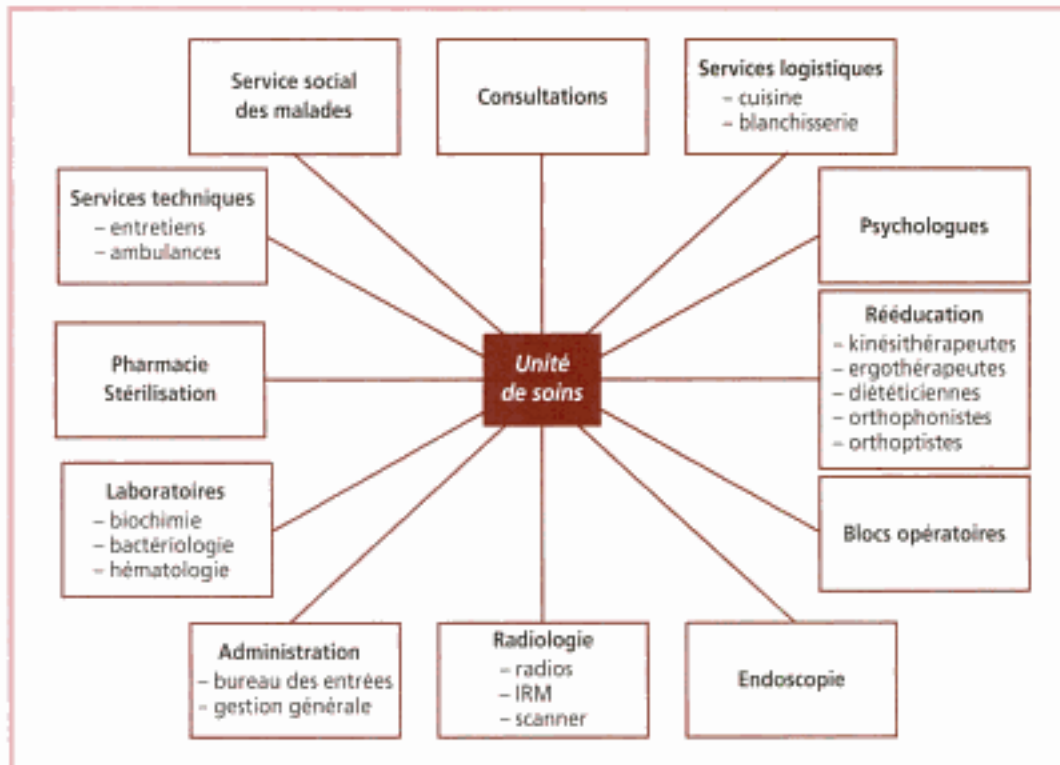 Service social
des malades
Consultations
Services logistiques
– cuisine
– blanchisserie
Services techniques
– entretiens
– ambulances
Psychologues
Pharmacie
Stérilisation
Unité
de soins
Rééducation
– kinésithérapeutes
– ergothérapeutes
– diététiciennes
– orthophonistes
– orthoptistes
Laboratoires
– biochimie
– bactériologie
– hématologie
Blocs opératoires
Administration
– bureau des entrées
– gestion générale
Radiologie
– radios
– IRM
– scanner
Endoscopie